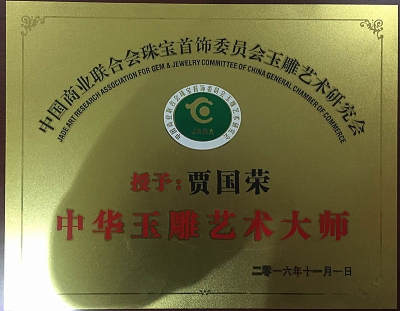 中国商业联合会珠宝首饰委员会玉雕艺术研究会
JADE ART RESEARCH ASSOCIATION FOR GEM & JEWELRY COMMITTEE OF CHINA GENERAL CHAMBER OF COMMERCE
授予:贾国荣
中华玉雕艺术大师
二零一六年十一月一日